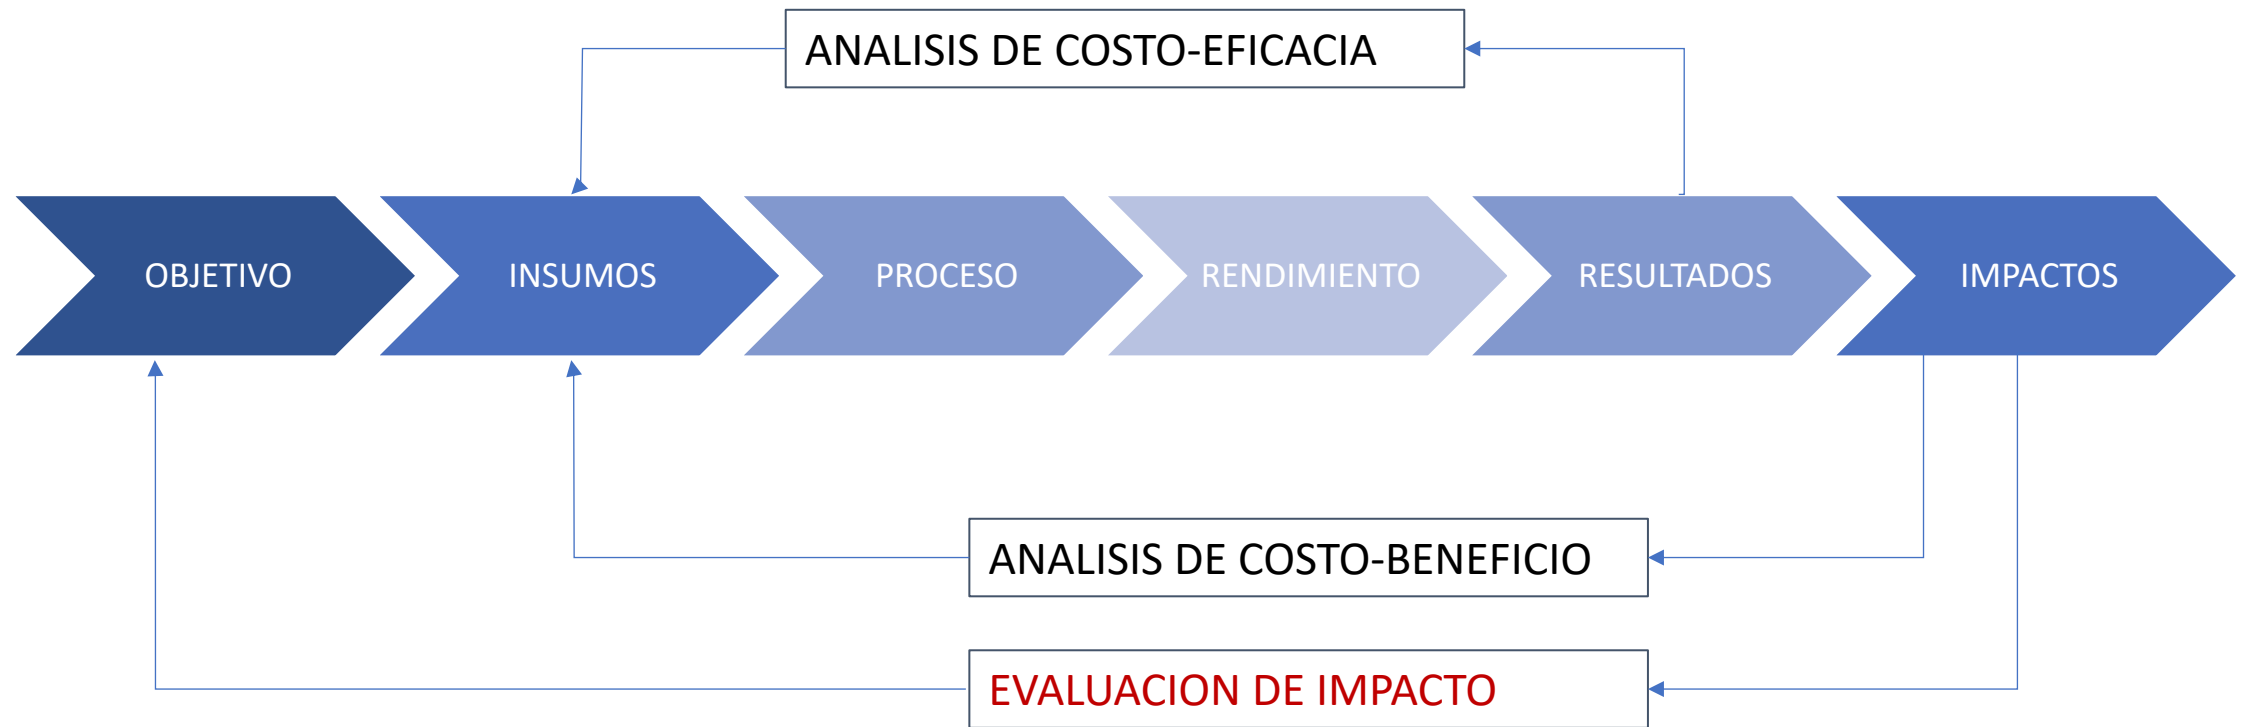 ANALISIS DE COSTO-EFICACIA
OBJETIVO
INSUMOS
PROCESO
RENDIMIENTO
RESULTADOS
IMPACTOS
ANALISIS DE COSTO-BENEFICIO
EVALUACION DE IMPACTO